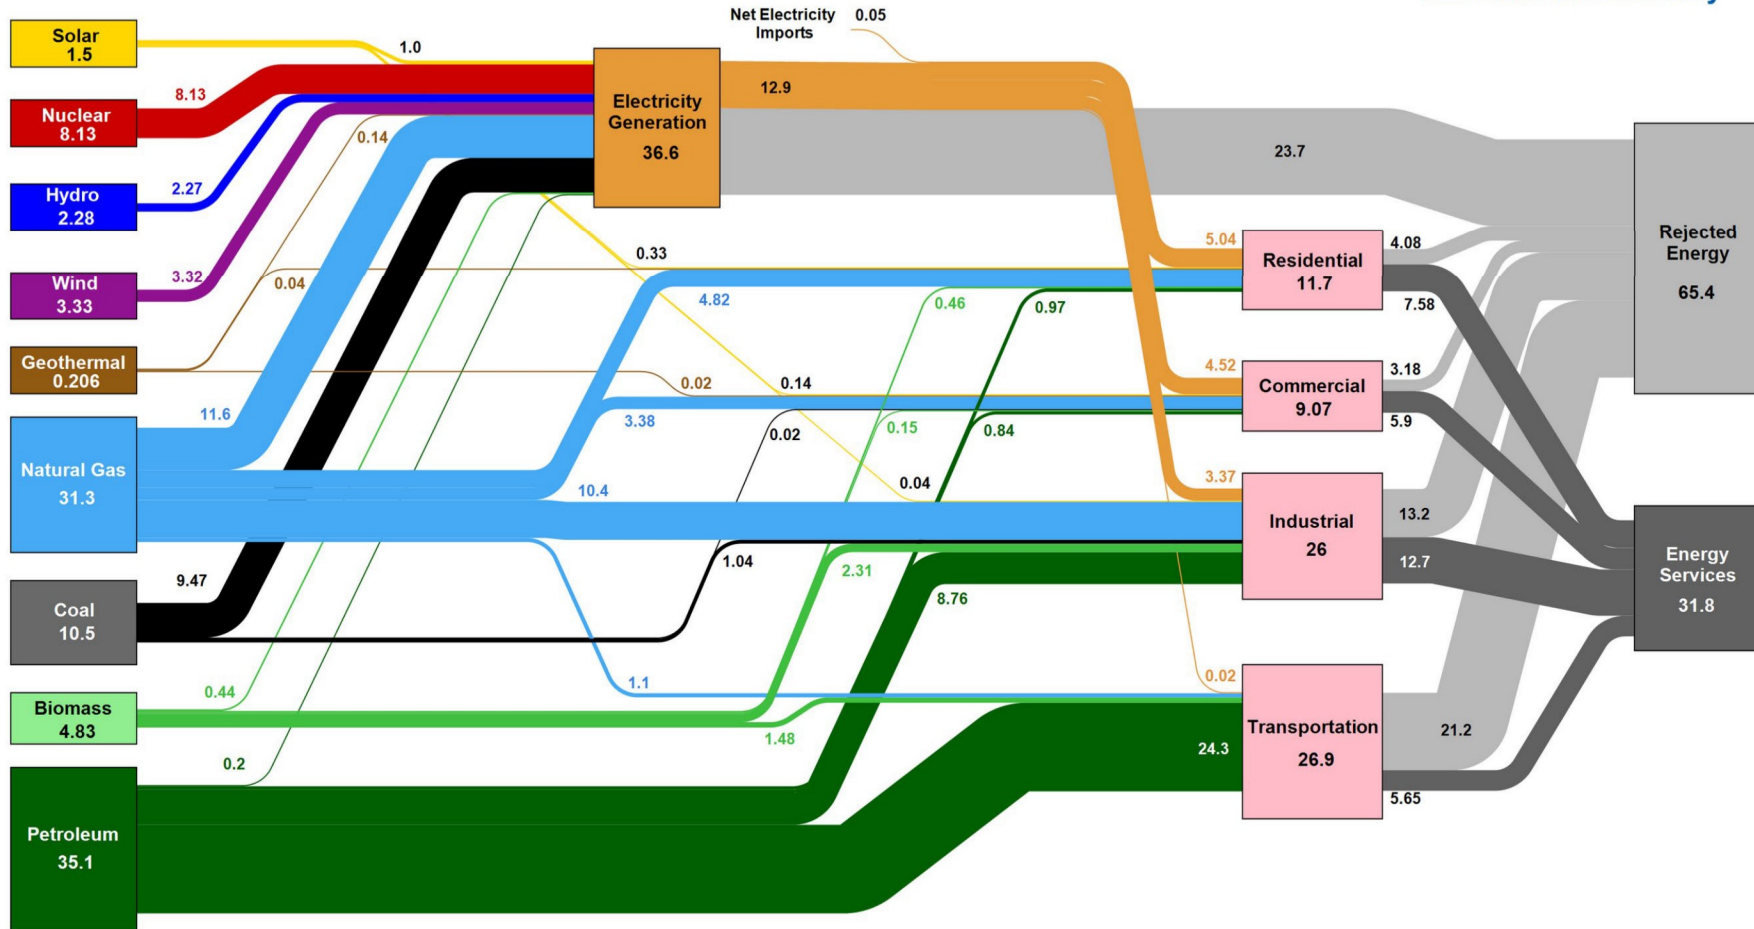 Net Electricity
Imports
0.05
Solar
1.5
1.0
Nuclear
8.13
8.13
Hydro
2.28
2.27
Wind
3.33
3.32
Geothermal
0.206
0.14
0.04
0.02
Natural Gas
31.3
11.6
4.82
3.38
10.4
1.1
Coal
10.5
9.47
0.02
1.04
Biomass
4.83
0.44
0.46
0.15
2.31
1.48
Petroleum
35.1
0.2
0.97
0.84
8.76
24.3
0.33
0.14
0.04
Electricity
Generation
36.6
12.9
23.7
5.04
4.52
3.37
0.02
Residential
11.7
4.08
7.58
Commercial
9.07
3.18
5.9
Industrial
26
13.2
12.7
Transportation
26.9
21.2
5.65
Rejected
Energy
65.4
Energy
Services
31.8